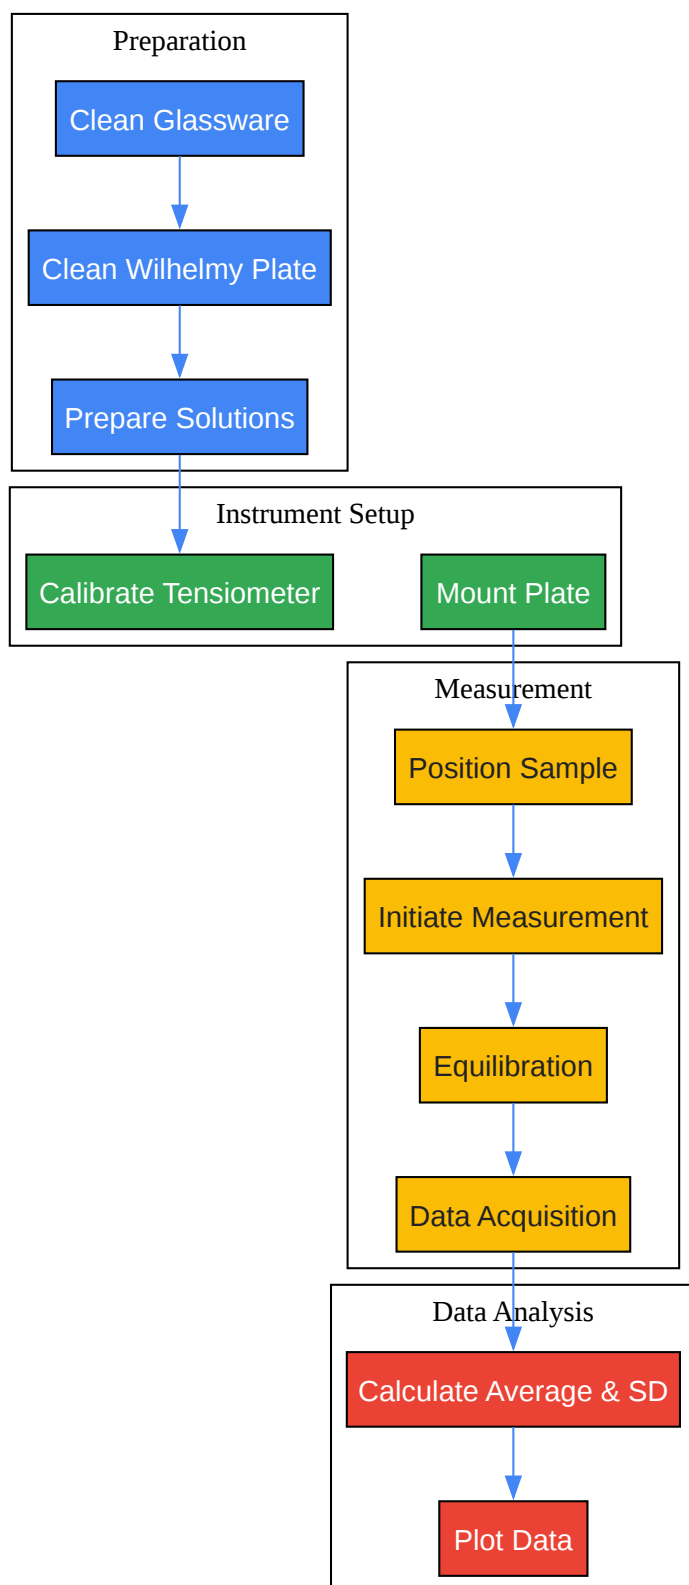 Preparation
Clean Glassware
Clean Wilhelmy Plate
Prepare Solutions
Instrument Setup
Calibrate Tensiometer
Mount Plate
Measurement
Position Sample
Initiate Measurement
Equilibration
Data Acquisition
Data Analysis
Calculate Average & SD
Plot Data